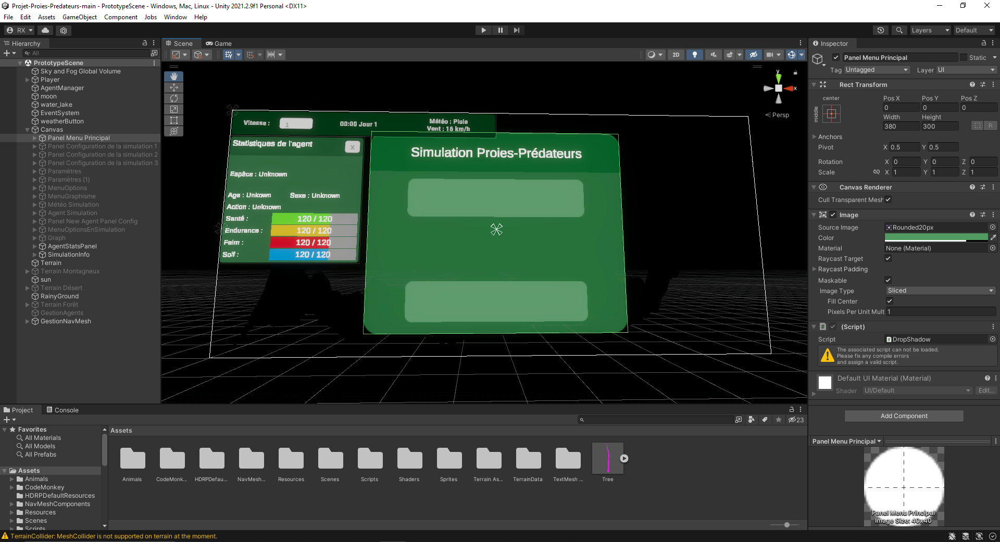 Projet-Proies-Predateurs-main - PrototypeScene - Windows, Mac, Linux - Unity 2021.2.9f1 Personal <DX11>
File Edit Assets GameObject Component Jobs Window Help
RX
Layers
Default
Hierarchy
All
PrototypeScene
Sky and Fog Global Volume
Player
AgentManager
moon
water_lake
EventSystem
weatherButton
Canvas
Panel Menu Principal
Panel Configuration de la simulation 1
Panel Configuration de la simulation 2
Panel Configuration de la simulation 3
Paramètres
Paramètres (1)
MenuOptions
MenuGraphisme
Météo Simulation
Agent Simulation
Panel New Agent Panel Config
MenuOptionsEnSimulation
Graph
AgentStatsPanel
SimulationInfo
Terrain
Terrain Montagneux
sun
Terrain Désert
RainyGround
Terrain Forêt
GestionAgents
GestionNavMesh
Scene
Game
2D
y
x
Persp
Vitesse :
1
00:00 Jour 1
Météo : Pluie
Vent : 16 km/h
Statistiques de l'agent
x
Espèce : Unknown
Age : Unkown
Sexe : Unknown
Action : Unknown
Santé :
120 / 120
Endurance :
120 / 120
Faim :
120 / 120
Soif :
120 / 120
Simulation Proies-Prédateurs
Inspector
Panel Menu Principal
Static
Tag
Untagged
Layer
UI
Rect Transform
center
middle
Pos X
Pos Y
Pos Z
0
0
0
Width
Height
380
300
R
Anchors
Pivot
X 0.5
Y 0.5
Rotation
X 0
Y 0
Z 0
Scale
X 1
Y 1
Z 1
Canvas Renderer
Cull Transparent Mesh
Image
Source Image
Rounded20px
Color
Material
None (Material)
Raycast Target
Raycast Padding
Maskable
Image Type
Sliced
Fill Center
Pixels Per Unit Mult
1
(Script)
Script
DropShadow
The associated script can not be loaded.
Please fix any compile errors
and assign a valid script.
Default UI Material (Material)
Shader
UI/Default
Edit...
Add Component
Panel Menu Principal
Panel Menu Principal
Image Size: 40x40
Project
Console
23
Favorites
All Materials
All Models
All Prefabs
Assets
Animals
CodeMonkey
HDRPDefaultResources
NavMeshComponents
Resources
Scenes
Scripts
Assets
Animals
CodeMonk...
HDRPDefau...
NavMesh...
Resources
Scenes
Scripts
Shaders
Sprites
Terrain As...
TerrainData
TextMesh ...
Tree
TerrainCollider: MeshCollider is not supported on terrain at the moment.